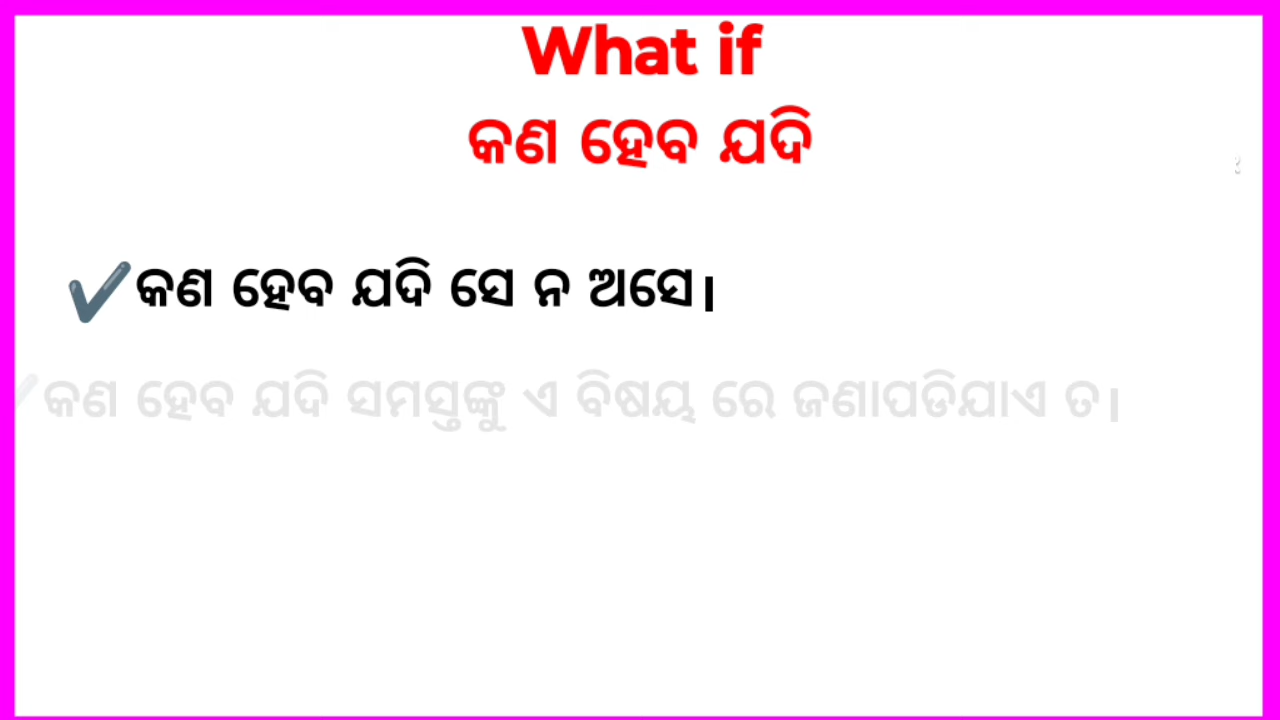 What if
କଣ ହେବ ଯଦି
✔କଣ ହେବ ଯଦି ସେ ନ ଅସେ।
✔କଣ ହେବ ଯଦି ସମସ୍ତଙ୍କୁ ଏ ବିଷୟ ରେ ଜଣାପଡିଯାଏ ତ।